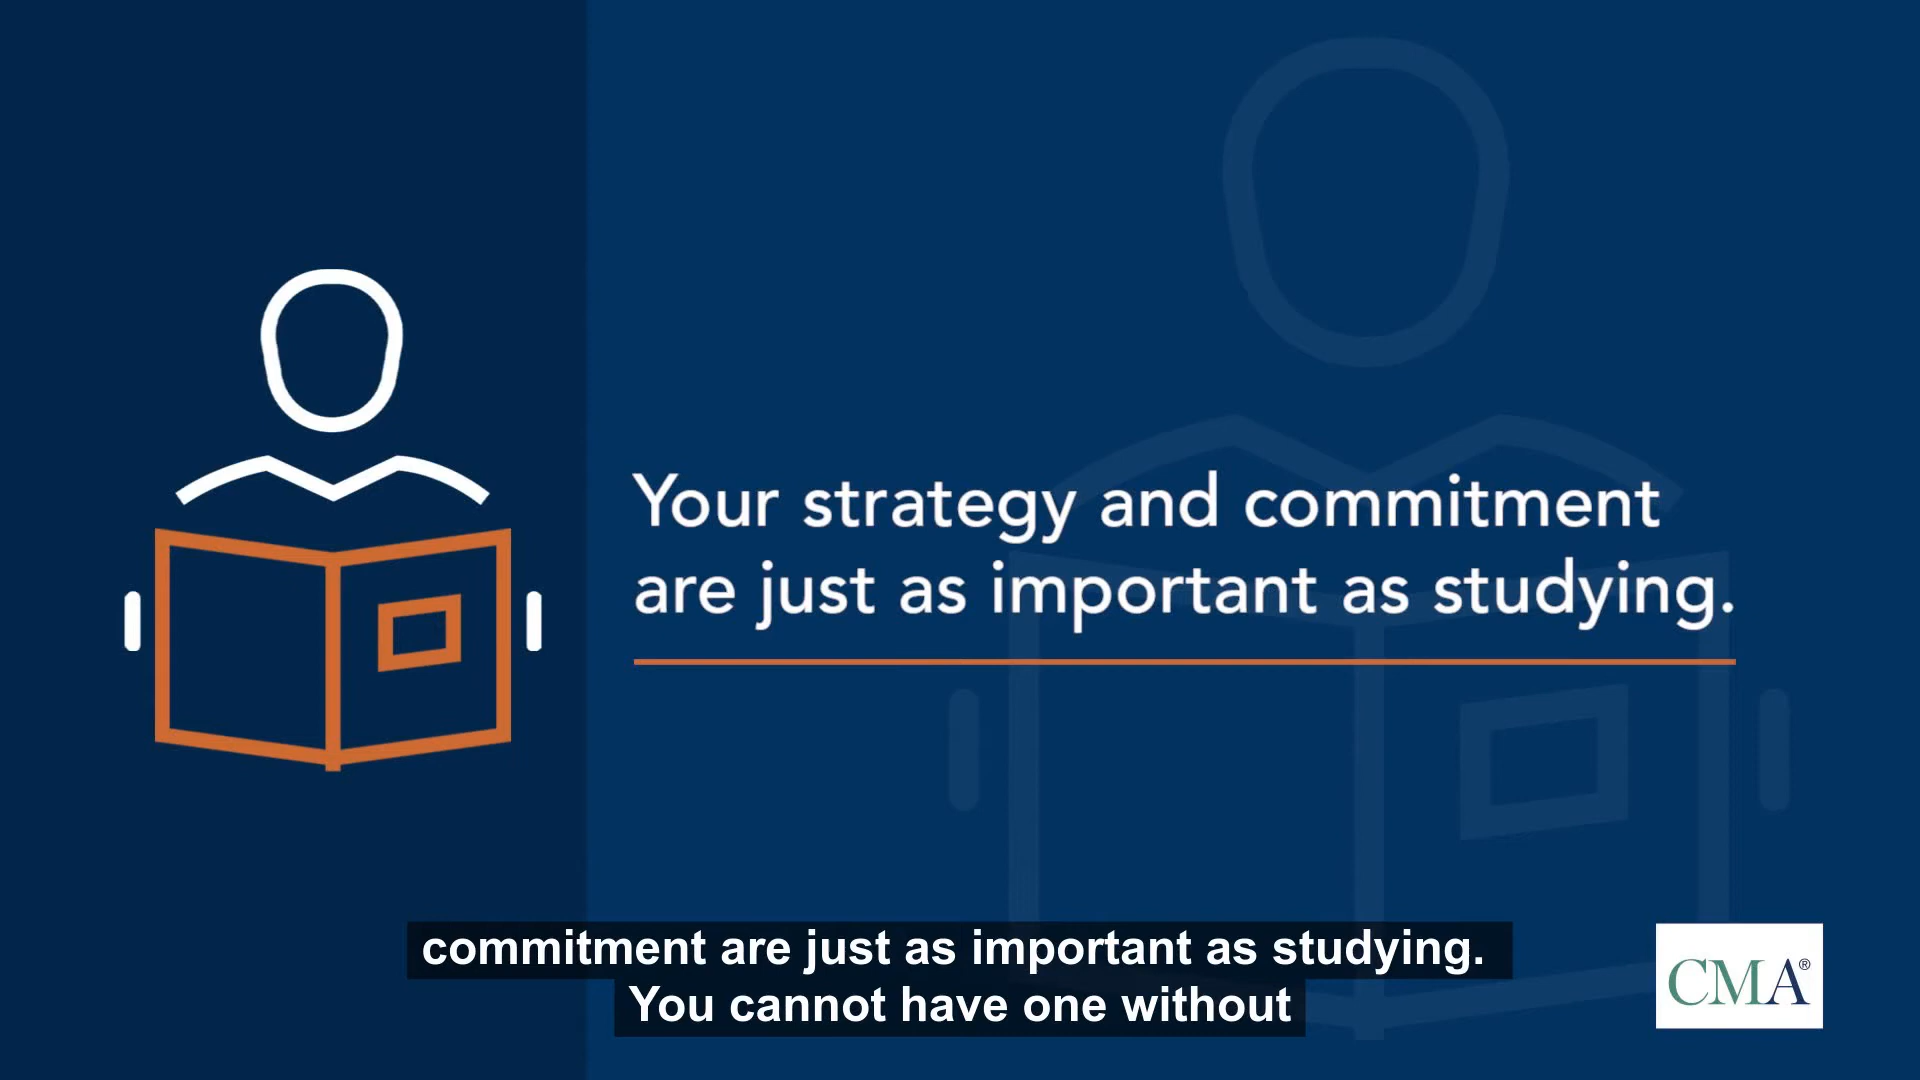 Your strategy and commitment
are just as important as studying.
commitment are just as important as studying.
You cannot have one without
CMA®